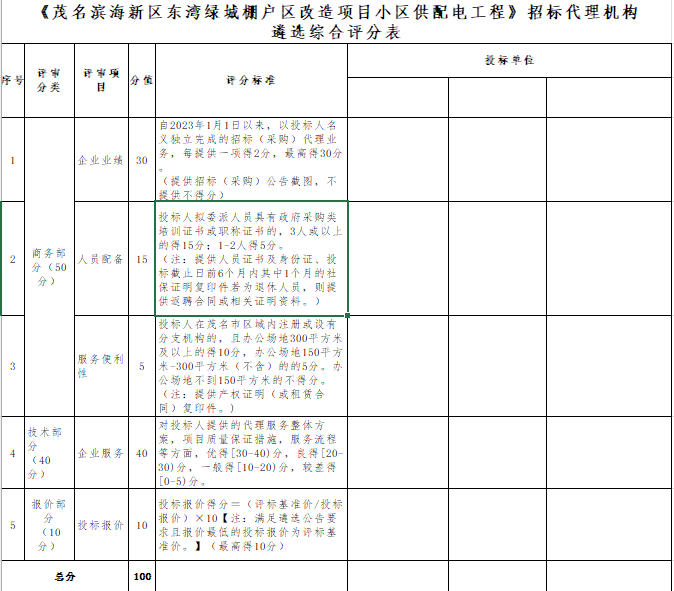 《茂名滨海新区东湾绿城棚户区改造项目小区供配电工程》招标代理机构
遴选综合评分表
序号
评审
分类
评审项
目
分值
评分标准
投标单位
1
商务部
分（50
分）
企业业绩
30
自2023年1月1日以来，以投标人名
义独立完成的招标（采购）代理业
务，每提供一项得2分，最高得30分
。
（提供招标（采购）公告截图，不
提供不得分）
2
人员配备
15
投标人拟委派人员具有政府采购类
培训证书或职称证书的，3人或以上
的得15分；1-2人得5分。
（注：提供人员证书及身份证、投
标截止日前6个月内其中1个月的社
保证明复印件若为退休人员，则提
供返聘合同或相关证明资料。）
3
服务便利
性
5
投标人在茂名市区域内注册或设有
分支机构的，且办公场地300平方米
及以上的得10分，办公场地150平方
米-300平方米（不含）的的5分。办
公场地不到150平方米的不得分。
（注：提供产权证明（或租赁合
同）复印件。)
4
技术部
分
（40
分）
企业服务
40
对投标人提供的代理服务整体方
案，项目质量保证措施，服务流程
等方面，优得[30-40)分，良得[20-
30)分，一般得[10-20)分，较差得
[0-5)分。
5
报价部
分
（10
分）
投标报价
10
投标报价得分＝（评标基准价/投标
报价）×10【注：满足遴选公告要
求且报价最低的投标报价为评标基
准价。】（最高得10分）
总分
100